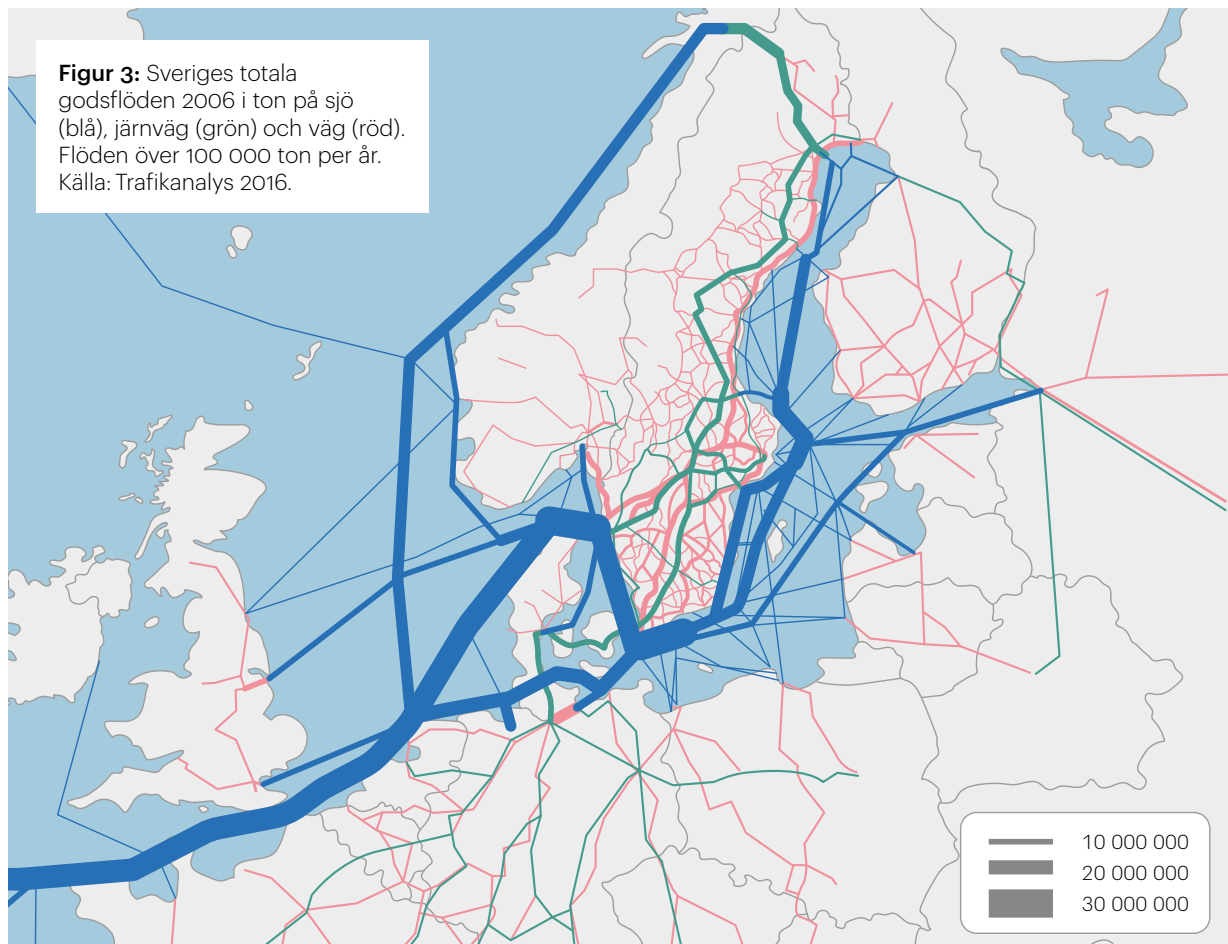 Figur 3: Sveriges totala
godsflöden 2006 i ton på sjö
(blå), järnväg (grön) och väg (röd).
Flöden över 100 000 ton per år.
Källa: Trafikanalys 2016.
10 000 000
20 000 000
30 000 000